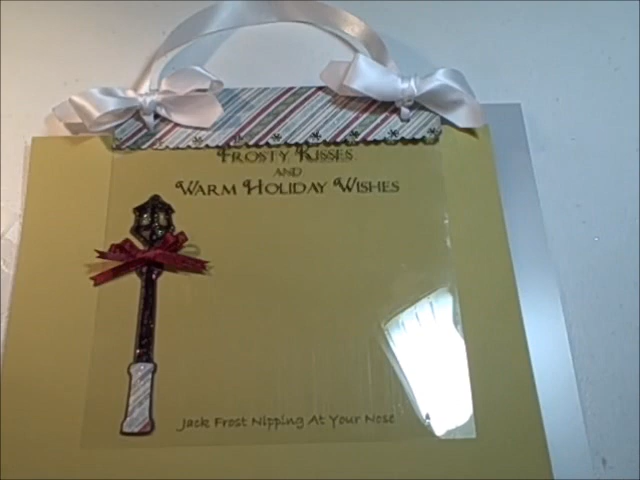 Frosty Kisses
and
Warm Holiday Wishes
Jack Frost Nipping At Your Nose